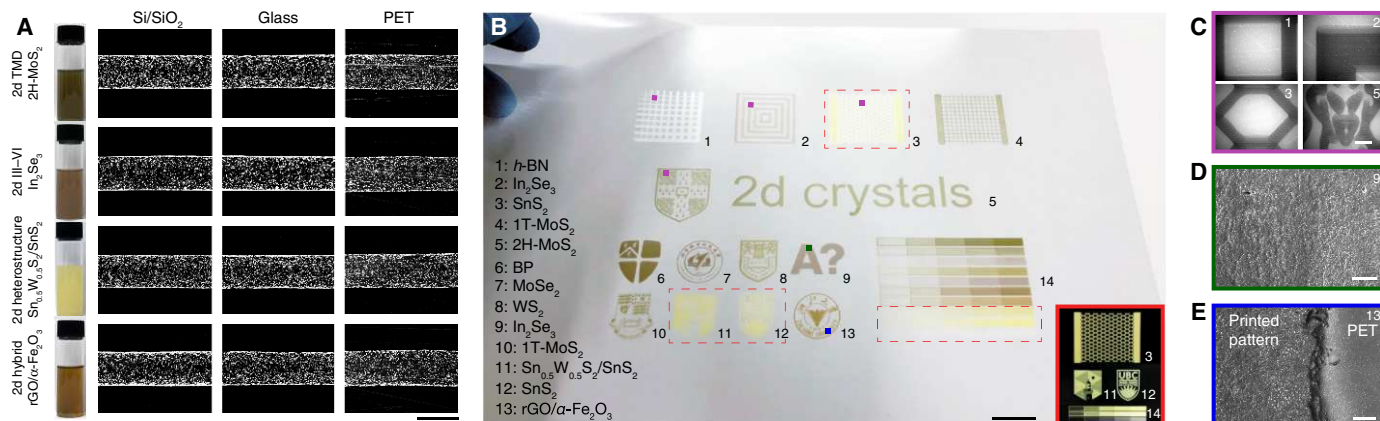 A
Si/SiO₂
Glass
PET
2d TMD
2H-MoS₂
2d III–VI
In₂Se₃
2d heterostructure
Sn₀.₅W₀.₅S₂/SnS₂
2d hybrid
rGO/α-Fe₂O₃
B
1
2
3
4
1: h-BN
2: In₂Se₃
3: SnS₂
4: 1T-MoS₂
5: 2H-MoS₂
6: BP
7: MoSe₂
8: WS₂
9: In₂Se₃
10: 1T-MoS₂
11: Sn₀.₅W₀.₅S₂/SnS₂
12: SnS₂
13: rGO/α-Fe₂O₃
2d crystals
5
6
7
8
A?
9
10
11
12
13
14
3
11
UBC
12
14
C
1
2
3
5
D
9
E
Printed
pattern
13
PET